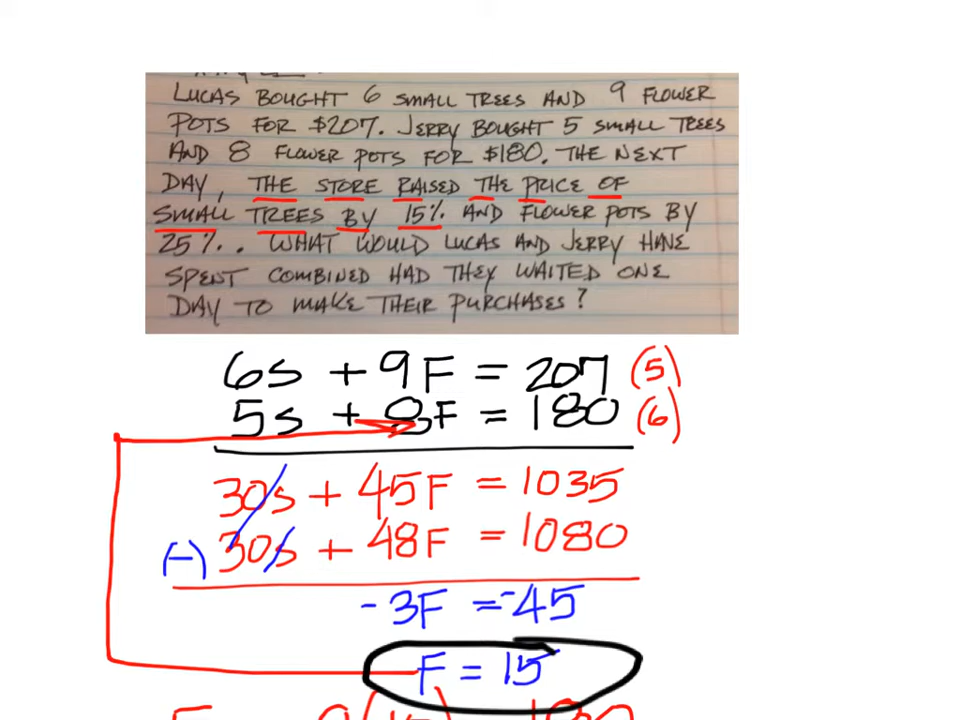 LUCAS BOUGHT 6 SMALL TREES AND 9 FLOWER
POTS FOR $207. JERRY BOUGHT 5 SMALL TREES
AND 8 FLOWER POTS FOR $180. THE NEXT
DAY, THE STORE RAISED THE PRICE OF
SMALL TREES BY 15% AND FLOWER POTS BY
25%.. WHAT WOULD LUCAS AND JERRY HAVE
SPENT COMBINED HAD THEY WAITED ONE
DAY TO MAKE THEIR PURCHASES?
6S + 9F = 207 (5)
5S + 8F = 180 (6)
30S + 45F = 1035
(-) 30S + 48F = 1080
-3F = -45
F = 15